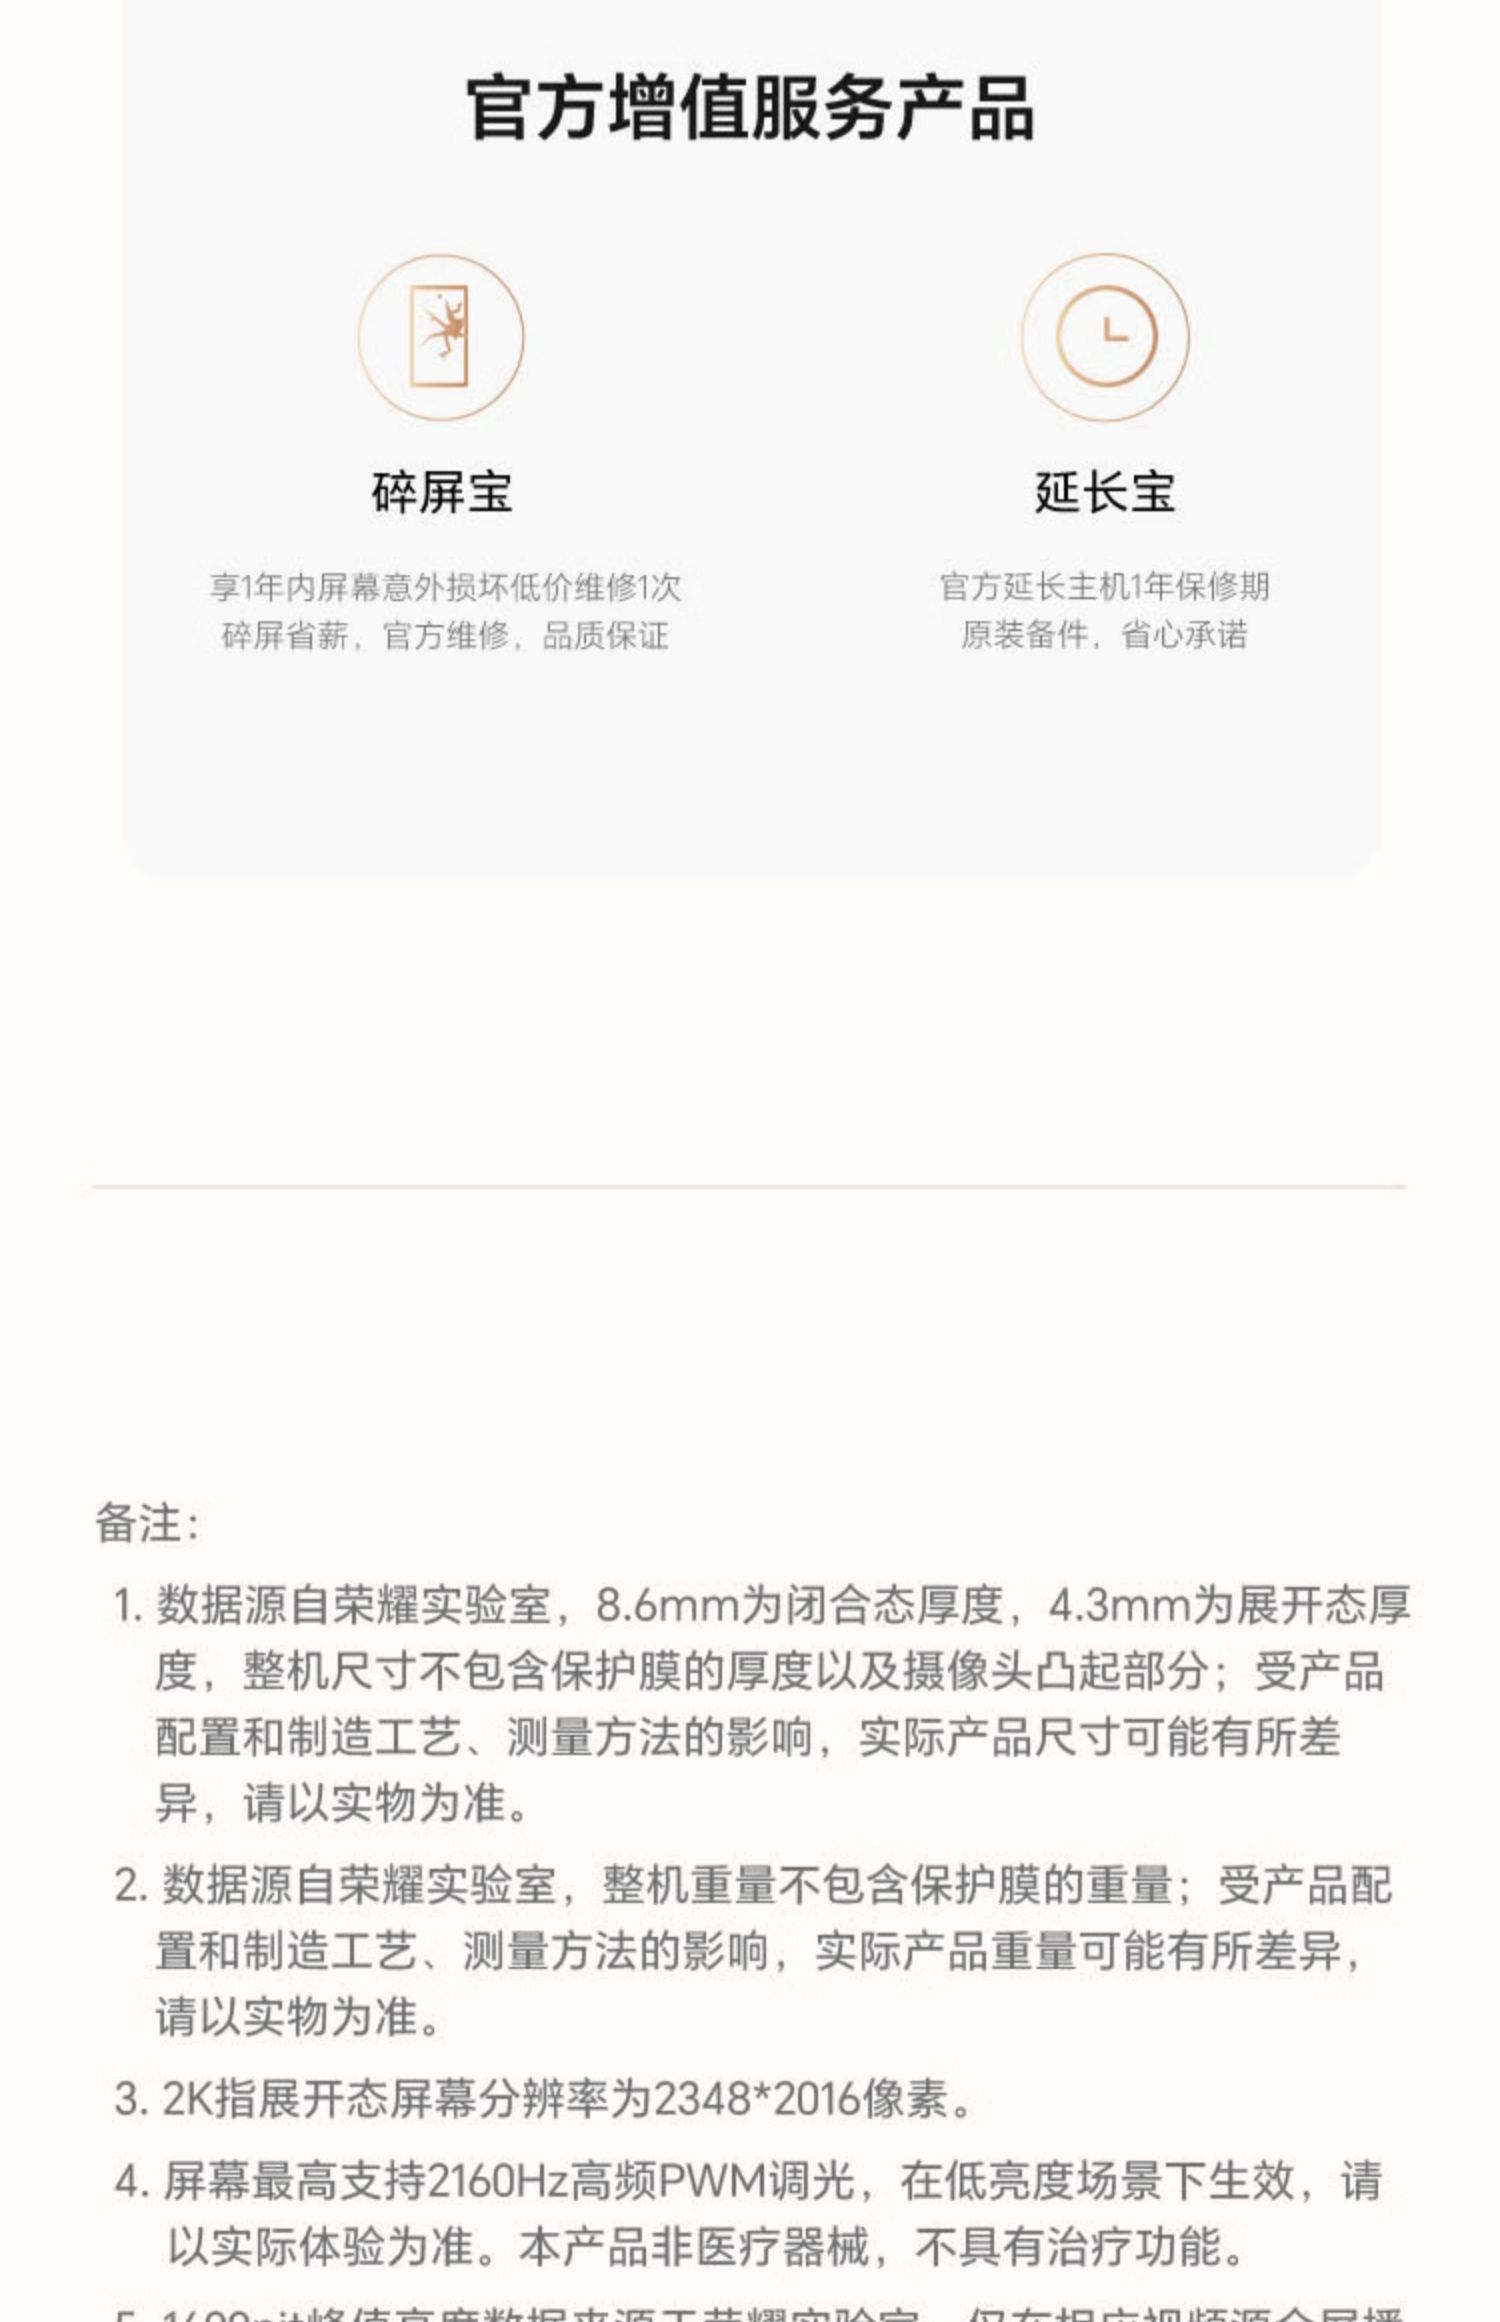 官方增值服务产品
碎屏宝
享1年内屏幕意外损坏低价维修1次
碎屏省薪，官方维修，品质保证
延长宝
官方延长主机1年保修期
原装备件，省心承诺
备注：
1. 数据源自荣耀实验室，8.6mm为闭合态厚度，4.3mm为展开态厚
度，整机尺寸不包含保护膜的厚度以及摄像头凸起部分；受产品
配置和制造工艺、测量方法的影响，实际产品尺寸可能有所差
异，请以实物为准。
2. 数据源自荣耀实验室，整机重量不包含保护膜的重量；受产品配
置和制造工艺、测量方法的影响，实际产品重量可能有所差异，
请以实物为准。
3. 2K指展开态屏幕分辨率为2348*2016像素。
4. 屏幕最高支持2160Hz高频PWM调光，在低亮度场景下生效，请
以实际体验为准。本产品非医疗器械，不具有治疗功能。